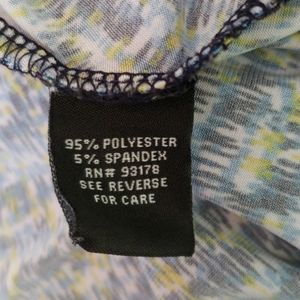 95% POLYESTER
5% SPANDEX
RN# 93178
SEE REVERSE
FOR CARE